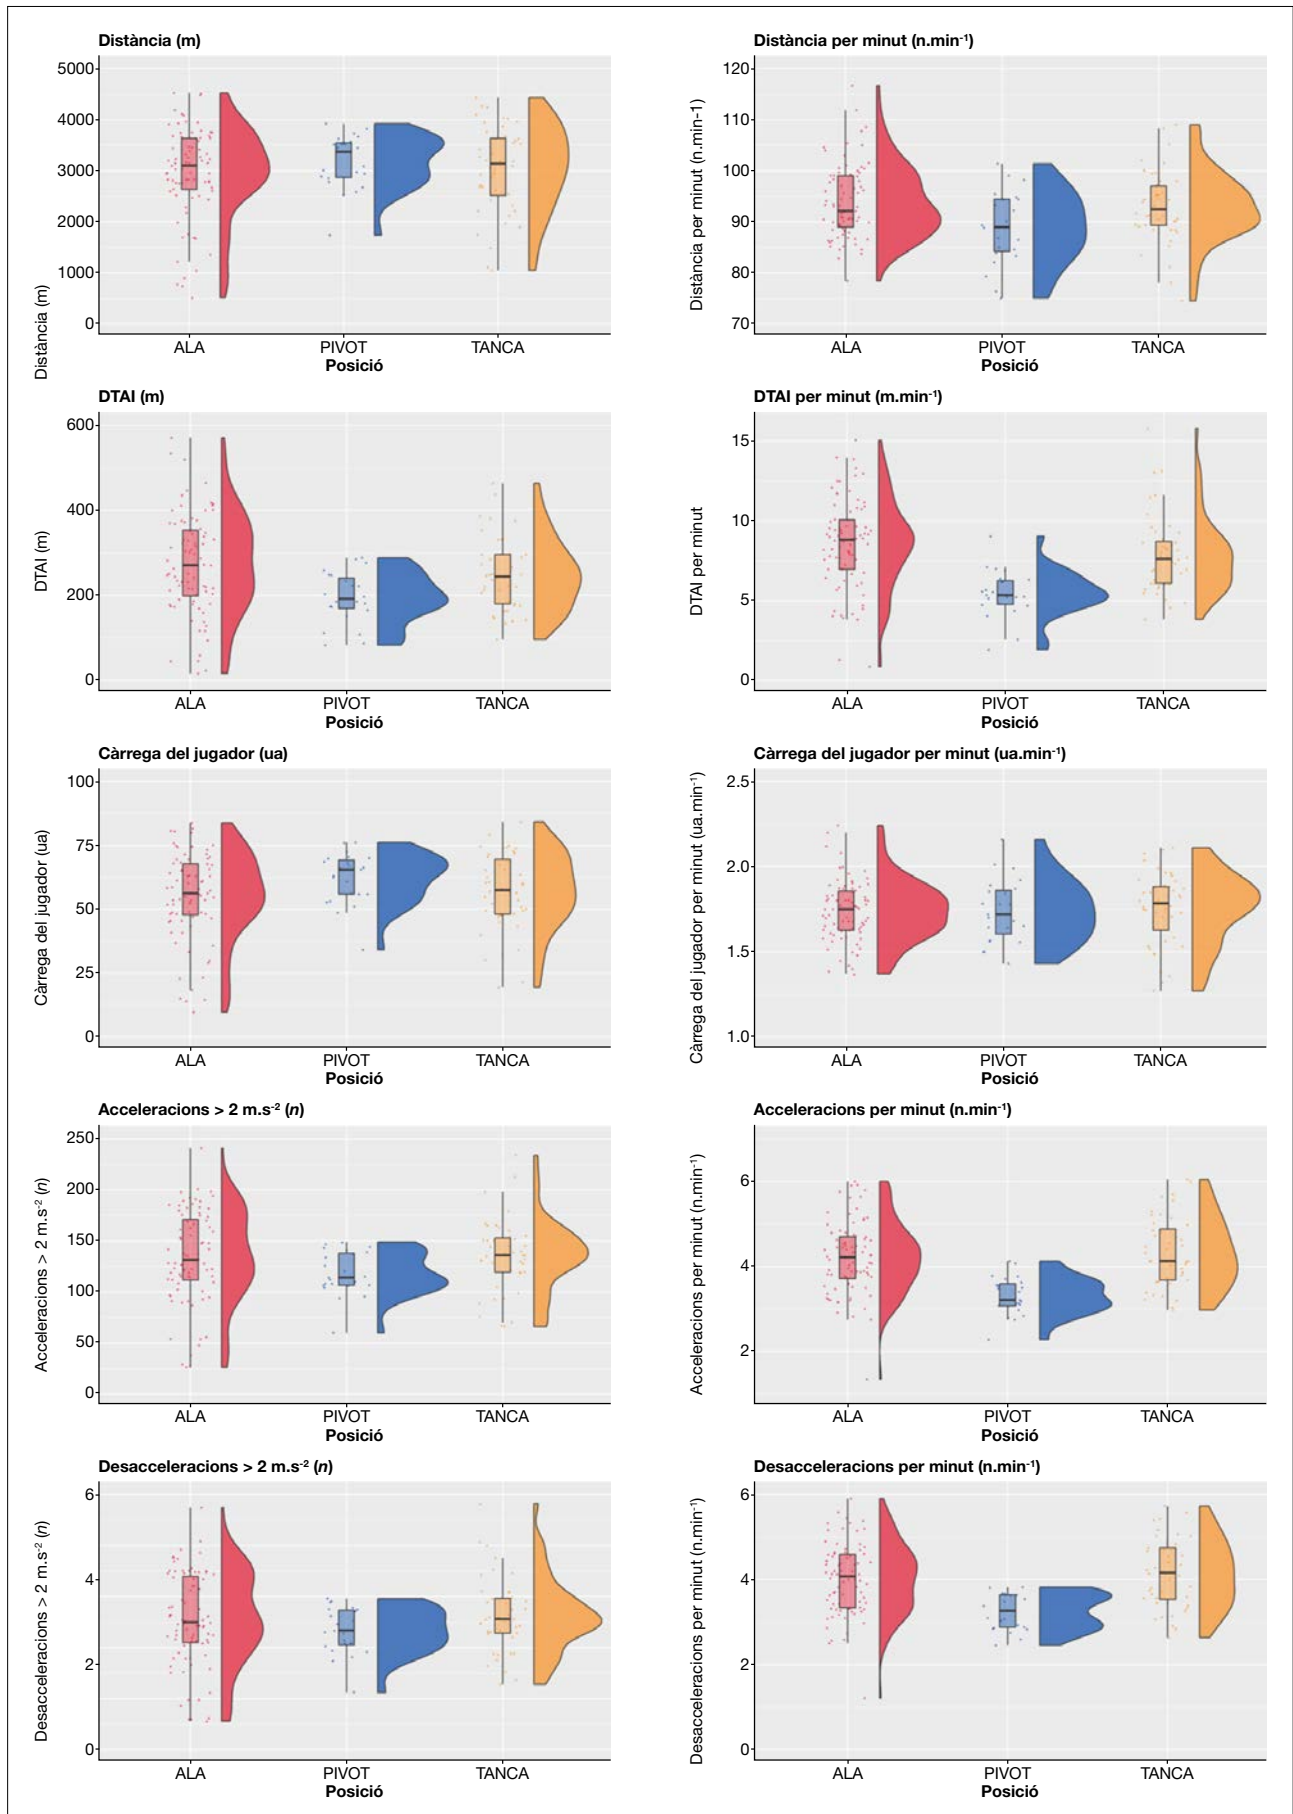 Distància (m)
5000
4000
3000
2000
1000
0
Distància (m)
ALA PIVOT TANCA
Posició
Distància per minut (n.min-1)
120
110
100
90
80
70
Distància per minut (n.min-1)
ALA PIVOT TANCA
Posició
DTAI (m)
600
400
200
0
DTAI (m)
ALA PIVOT TANCA
Posició
DTAI per minut (m.min-1)
15
10
5
0
DTAI per minut
ALA PIVOT TANCA
Posició
Càrrega del jugador (ua)
100
75
50
25
0
Càrrega del jugador (ua)
ALA PIVOT TANCA
Posició
Càrrega del jugador per minut (ua.min-1)
2.5
2.0
1.5
1.0
Càrrega del jugador per minut (ua.min-1)
ALA PIVOT TANCA
Posició
Acceleracions > 2 m.s-2 (n)
250
200
150
100
50
0
Acceleracions > 2 m.s-2 (n)
ALA PIVOT TANCA
Posició
Acceleracions per minut (n.min-1)
6
4
2
Acceleracions per minut (n.min-1)
ALA PIVOT TANCA
Posició
Desacceleracions > 2 m.s-2 (n)
6
4
2
0
Desacceleracions > 2 m.s-2 (n)
ALA PIVOT TANCA
Posició
Desacceleracions per minut (n.min-1)
6
4
2
0
Desacceleracions per minut (n.min-1)
ALA PIVOT TANCA
Posició